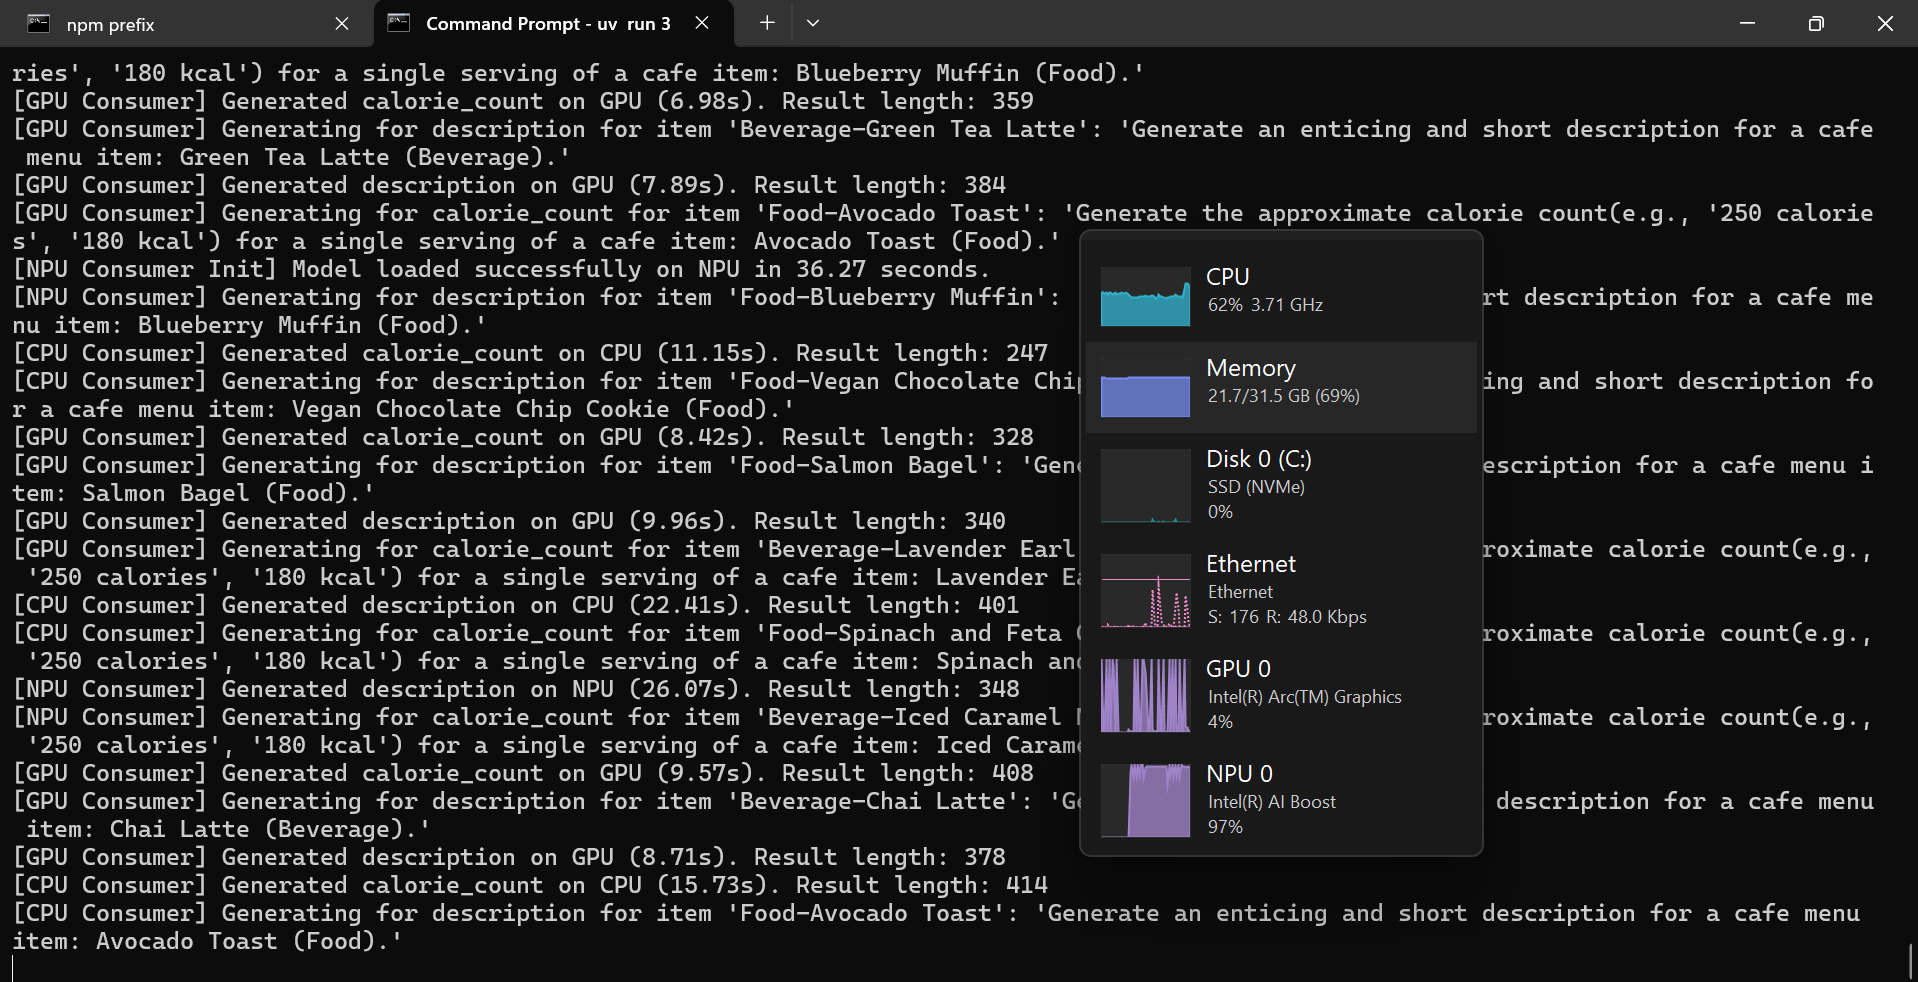 npm prefix
Command Prompt - uv  run 3
ries', '180 kcal') for a single serving of a cafe item: Blueberry Muffin (Food).'
[GPU Consumer] Generated calorie_count on GPU (6.98s). Result length: 359
[GPU Consumer] Generating for description for item 'Beverage-Green Tea Latte': 'Generate an enticing and short description for a cafe
 menu item: Green Tea Latte (Beverage).'
[GPU Consumer] Generated description on GPU (7.89s). Result length: 384
[GPU Consumer] Generating for calorie_count for item 'Food-Avocado Toast': 'Generate the approximate calorie count(e.g., '250 calorie
s', '180 kcal') for a single serving of a cafe item: Avocado Toast (Food).'
[NPU Consumer Init] Model loaded successfully on NPU in 36.27 seconds.
[NPU Consumer] Generating for description for item 'Food-Blueberry Muffin': rt description for a cafe me
nu item: Blueberry Muffin (Food).'
[CPU Consumer] Generated calorie_count on CPU (11.15s). Result length: 247
[CPU Consumer] Generating for description for item 'Food-Vegan Chocolate Chip ing and short description fo
r a cafe menu item: Vegan Chocolate Chip Cookie (Food).'
[GPU Consumer] Generated calorie_count on GPU (8.42s). Result length: 328
[GPU Consumer] Generating for description for item 'Food-Salmon Bagel': 'Gene escription for a cafe menu i
tem: Salmon Bagel (Food).'
[GPU Consumer] Generated description on GPU (9.96s). Result length: 340
[GPU Consumer] Generating for calorie_count for item 'Beverage-Lavender Earl roximate calorie count(e.g.,
 '250 calories', '180 kcal') for a single serving of a cafe item: Lavender Ea
[CPU Consumer] Generated description on CPU (22.41s). Result length: 401
[CPU Consumer] Generating for calorie_count for item 'Food-Spinach and Feta roximate calorie count(e.g.,
 '250 calories', '180 kcal') for a single serving of a cafe item: Spinach and
[NPU Consumer] Generated description on NPU (26.07s). Result length: 348
[NPU Consumer] Generating for calorie_count for item 'Beverage-Iced Caramel roximate calorie count(e.g.,
 '250 calories', '180 kcal') for a single serving of a cafe item: Iced Carame
[GPU Consumer] Generated calorie_count on GPU (9.57s). Result length: 408
[GPU Consumer] Generating for description for item 'Beverage-Chai Latte': 'Ge description for a cafe menu
 item: Chai Latte (Beverage).'
[GPU Consumer] Generated description on GPU (8.71s). Result length: 378
[CPU Consumer] Generated calorie_count on CPU (15.73s). Result length: 414
[CPU Consumer] Generating for description for item 'Food-Avocado Toast': 'Generate an enticing and short description for a cafe menu
item: Avocado Toast (Food).'
CPU
62%  3.71 GHz
Memory
21.7/31.5 GB (69%)
Disk 0 (C:)
SSD (NVMe)
0%
Ethernet
Ethernet
S: 176 R: 48.0 Kbps
GPU 0
Intel(R) Arc(TM) Graphics
4%
NPU 0
Intel(R) AI Boost
97%